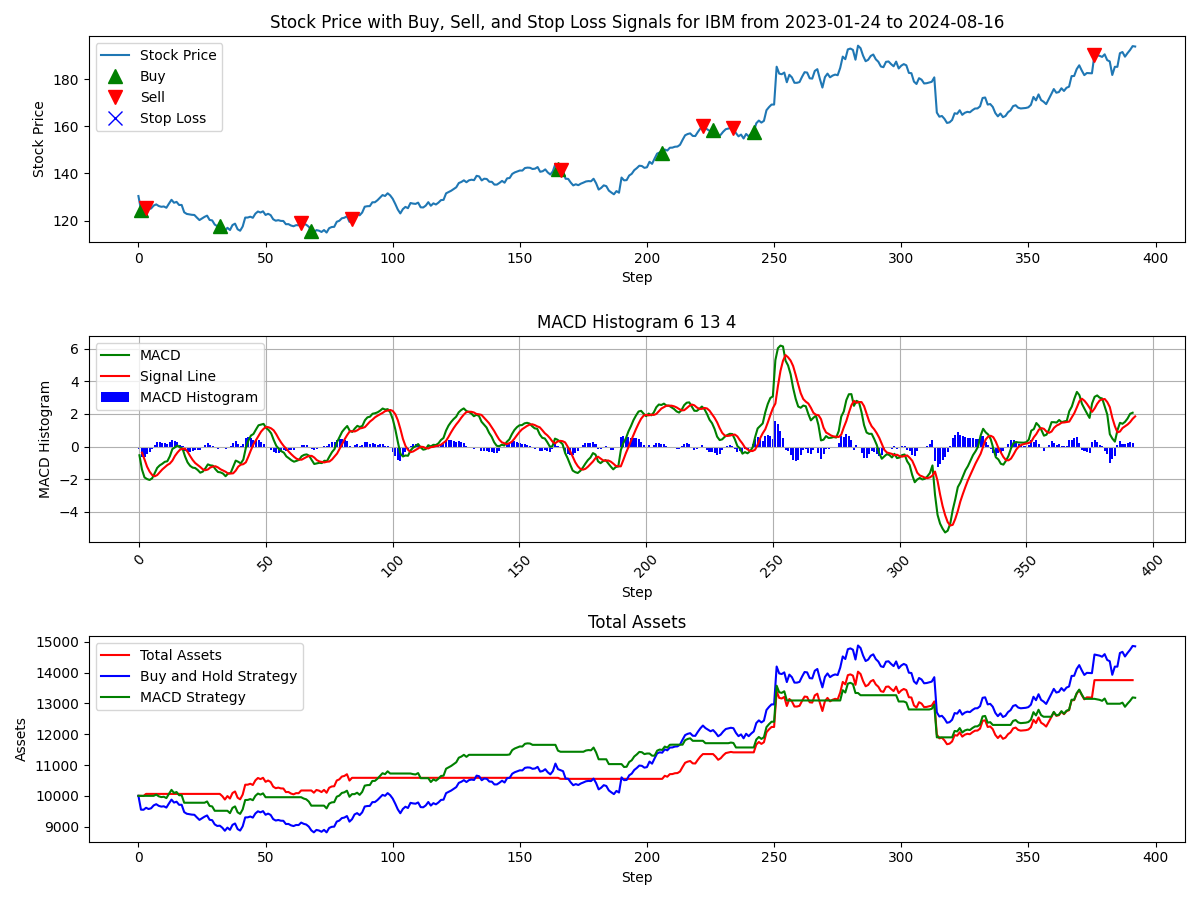 Stock Price with Buy, Sell, and Stop Loss Signals for IBM from 2023-01-24 to 2024-08-16
Stock Price
Stock Price
Buy
Sell
Stop Loss
180
160
140
120
0 50 100 150 200 250 300 350 400
Step
MACD Histogram 6 13 4
MACD Histogram
MACD
Signal Line
MACD Histogram
6
4
2
0
−2
−4
0 50 100 150 200 250 300 350 400
Step
Total Assets
Assets
Total Assets
Buy and Hold Strategy
MACD Strategy
15000
14000
13000
12000
11000
10000
9000
0 50 100 150 200 250 300 350 400
Step